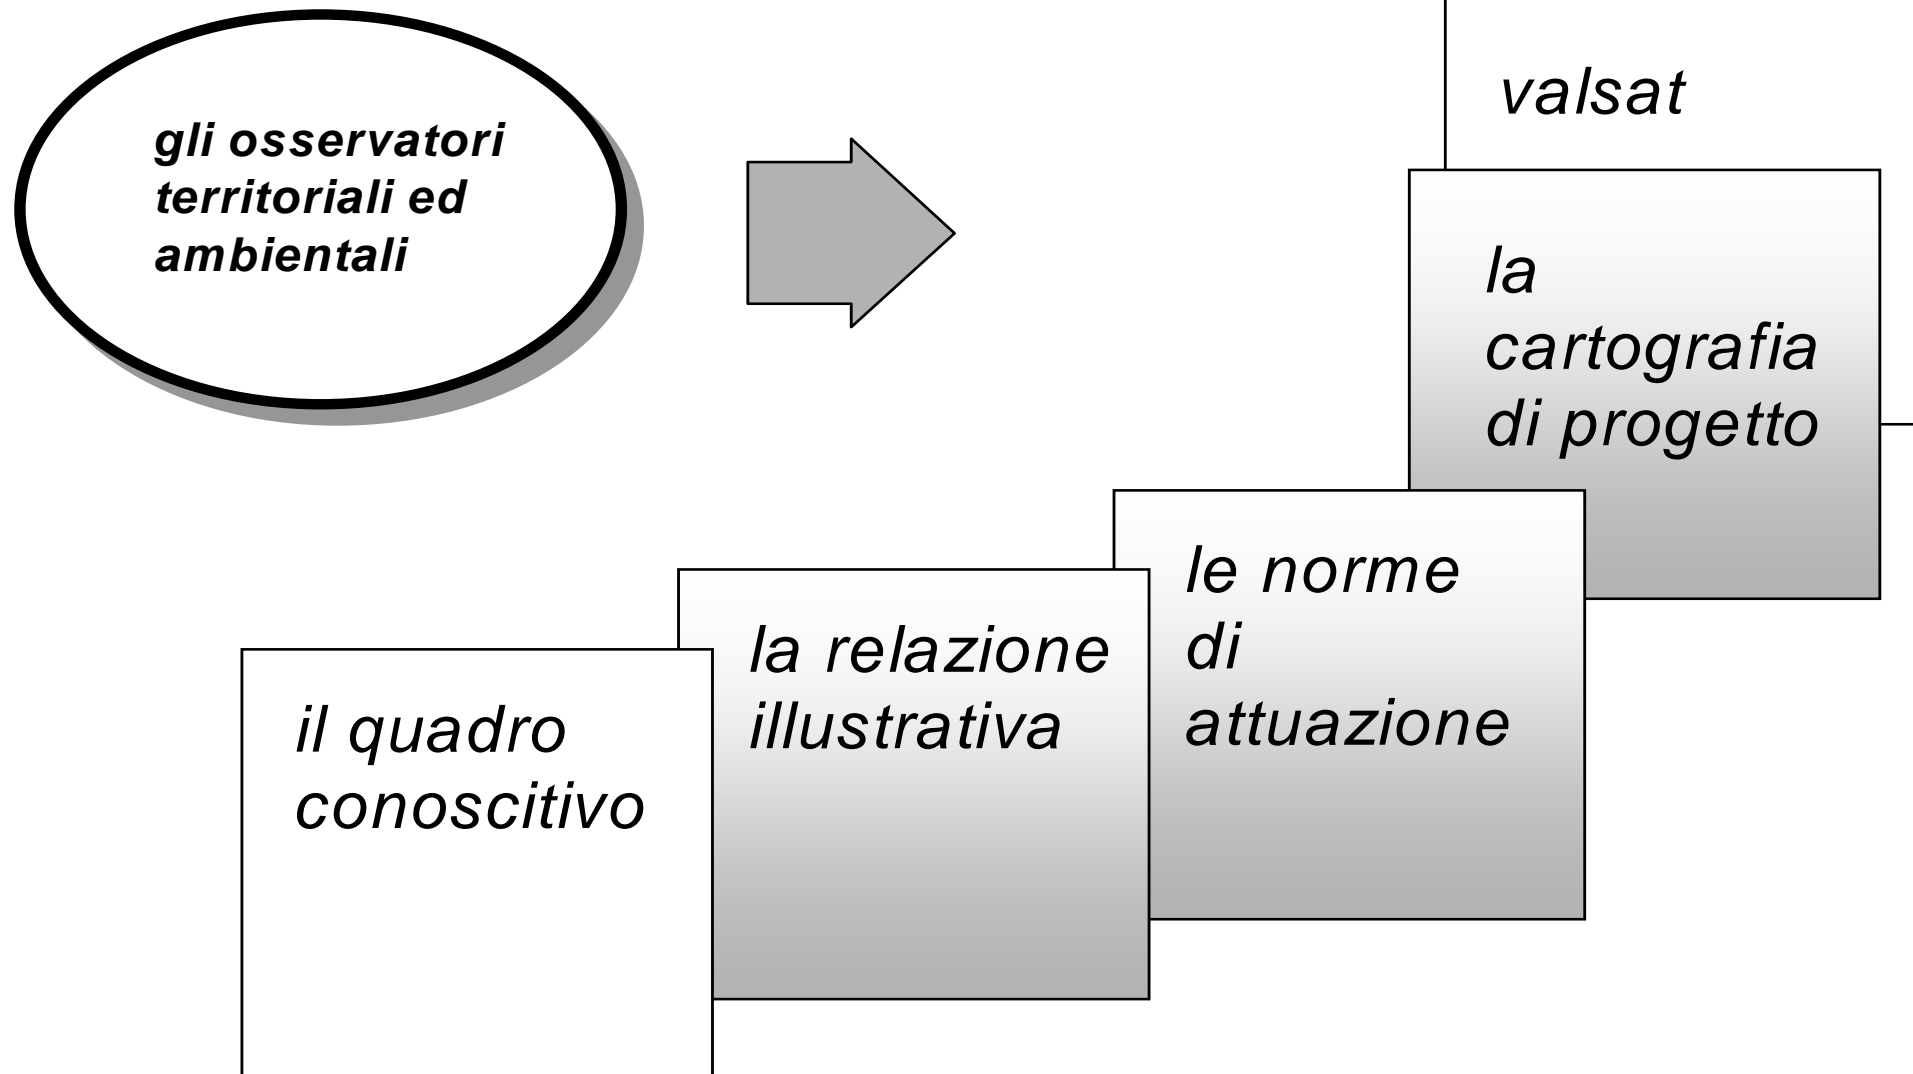 gli osservatori
territoriali ed
ambientali
valsat
la
cartografia
di progetto
le norme
di
attuazione
la relazione
illustrativa
il quadro
conoscitivo